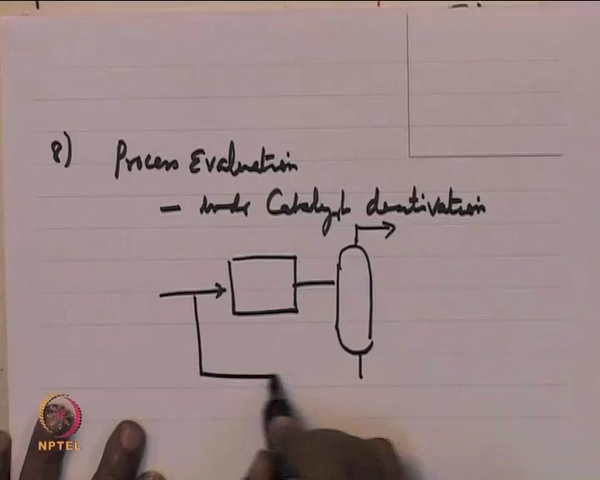 8) Process Evaluation
— under Catalyst deactivation
NPTEL